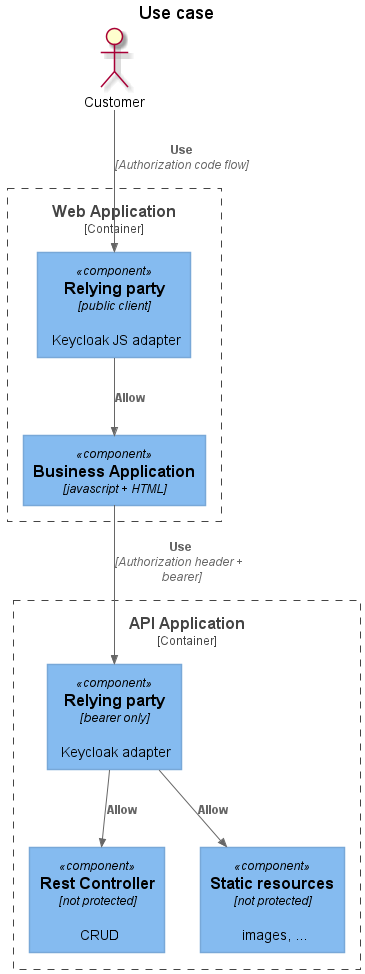 Use case
Customer
Use
[Authorization code flow]
Web Application
[Container]
«component»
Relying party
[public client]
Keycloak JS adapter
Allow
«component»
Business Application
[javascript + HTML]
Use
[Authorization header +
bearer]
API Application
[Container]
«component»
Relying party
[bearer only]
Keycloak adapter
Allow
Allow
«component»
Rest Controller
[not protected]
CRUD
«component»
Static resources
[not protected]
images, ...